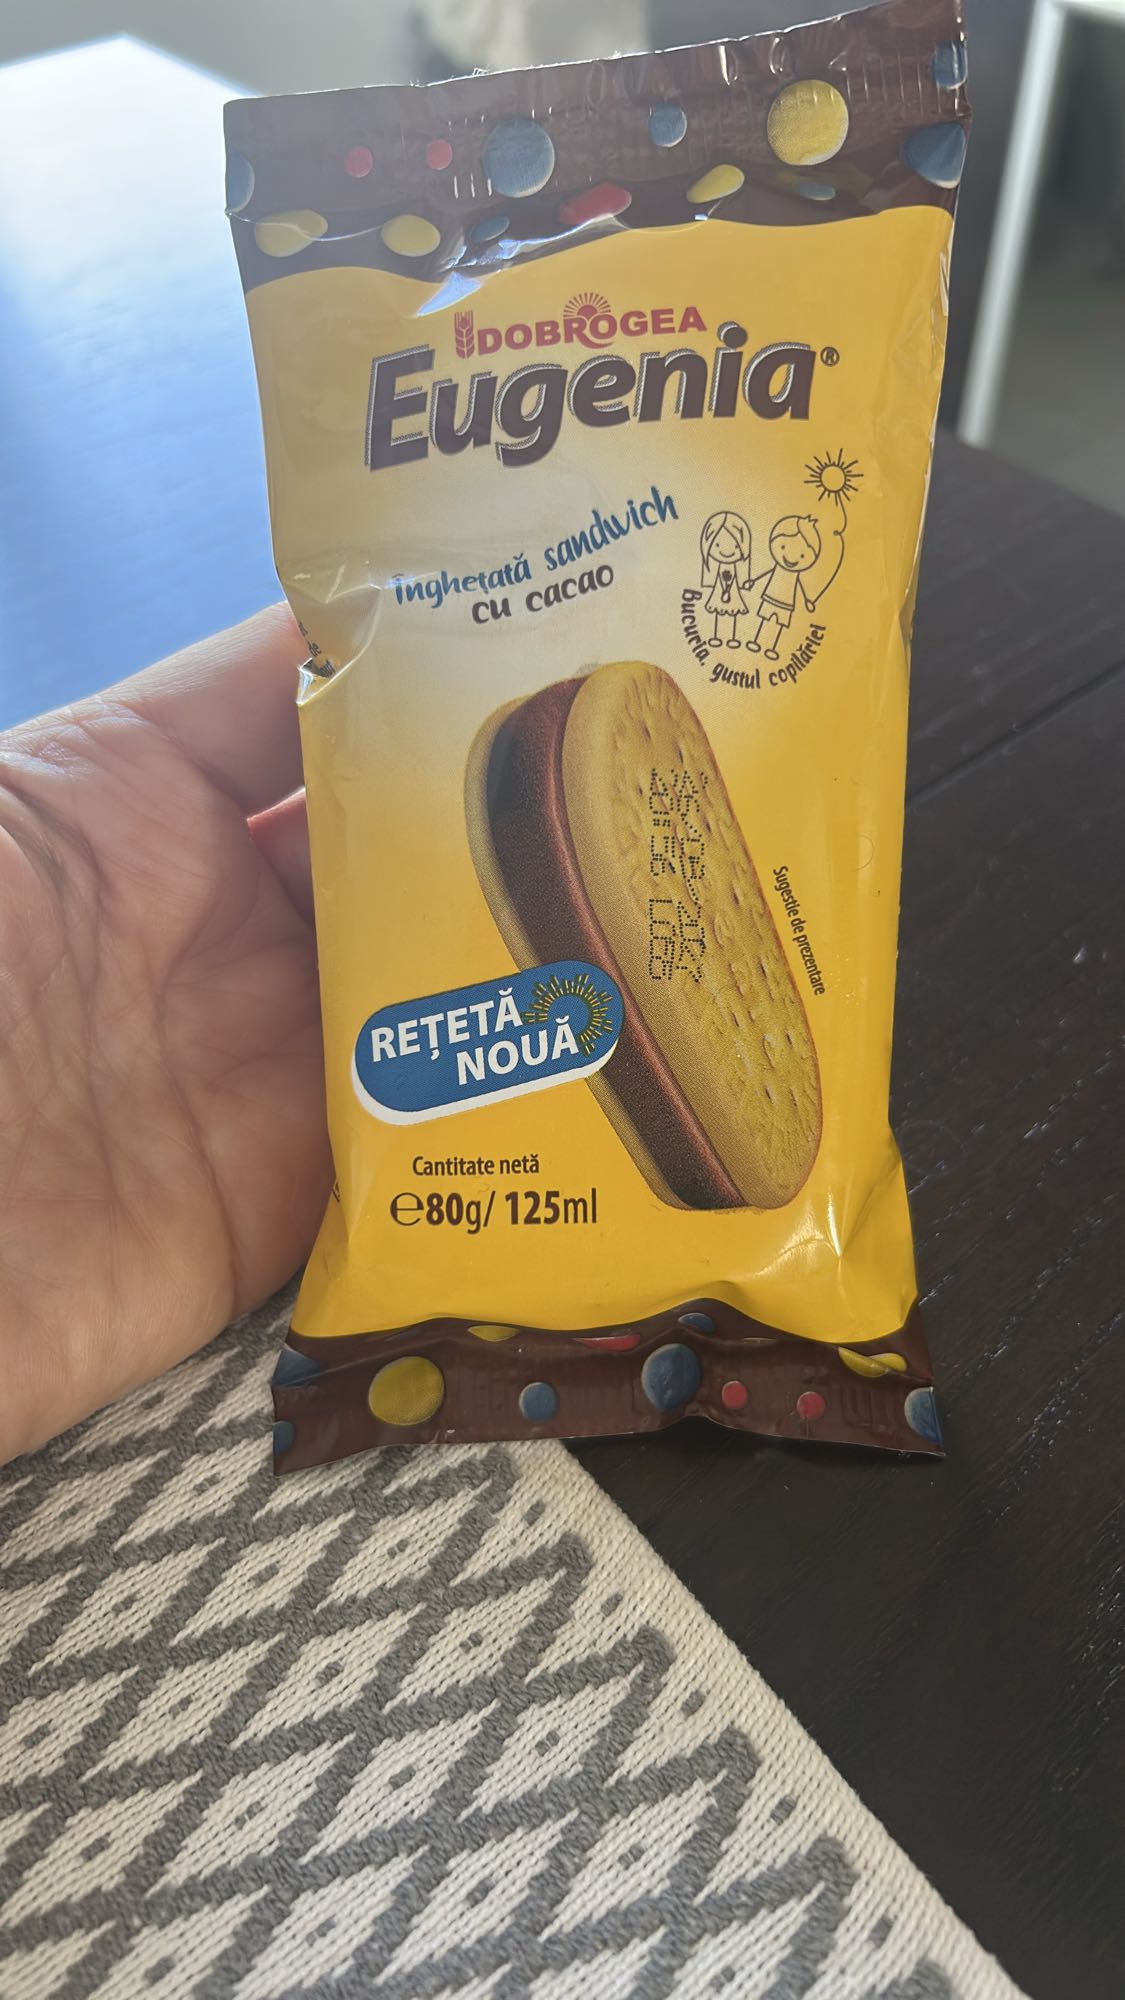 DOBROGEA
Eugenia®
înghețată sandwich
cu cacao
Bucuria, gustul copilăriei
Sugestie de prezentare
REȚETĂ
NOUĂ
Cantitate netă
℮80g/ 125ml